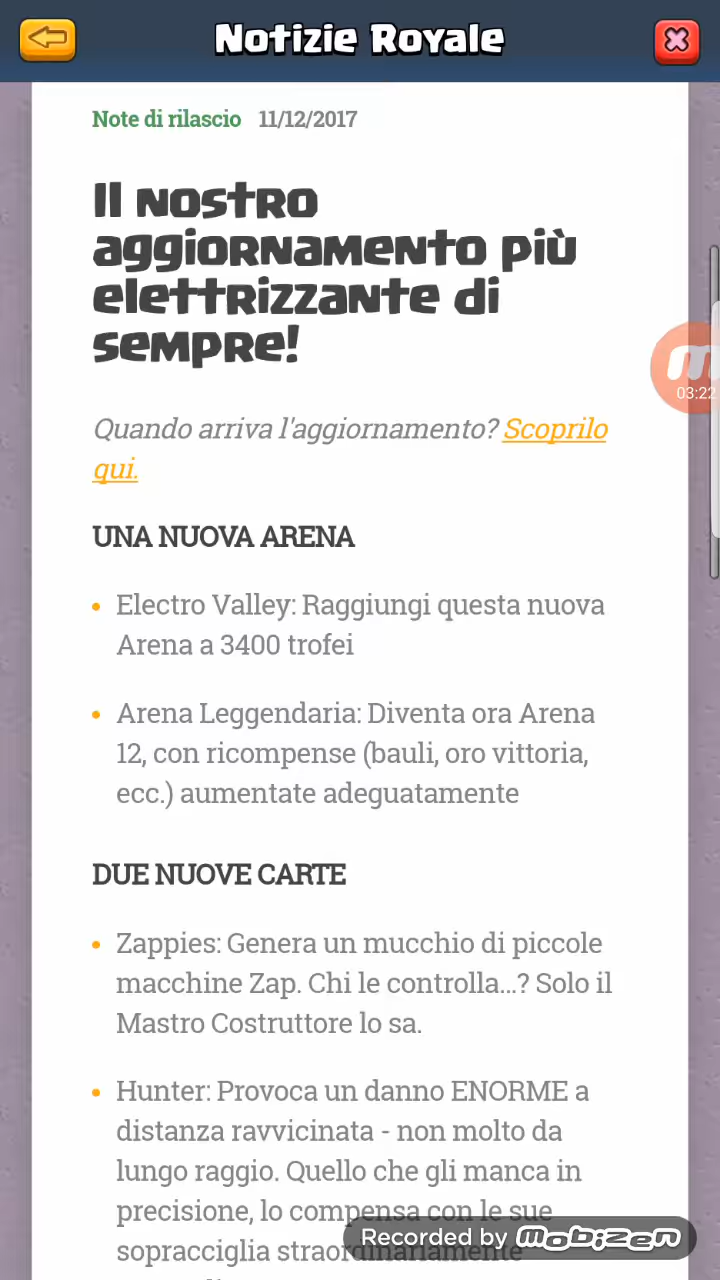 Notizie Royale
Note di rilascio 11/12/2017
Il nostro
aggiornamento più
elettrizzante di
sempre!
03:22
Quando arriva l'aggiornamento? Scoprilo
qui.
UNA NUOVA ARENA
• Electro Valley: Raggiungi questa nuova
Arena a 3400 trofei
• Arena Leggendaria: Diventa ora Arena
12, con ricompense (bauli, oro vittoria,
ecc.) aumentate adeguatamente
DUE NUOVE CARTE
• Zappies: Genera un mucchio di piccole
macchine Zap. Chi le controlla...? Solo il
Mastro Costruttore lo sa.
• Hunter: Provoca un danno ENORME a
distanza ravvicinata - non molto da
lungo raggio. Quello che gli manca in
precisione, lo compensa con le sue
sopracciglia straordinariamente
Recorded by mobizen